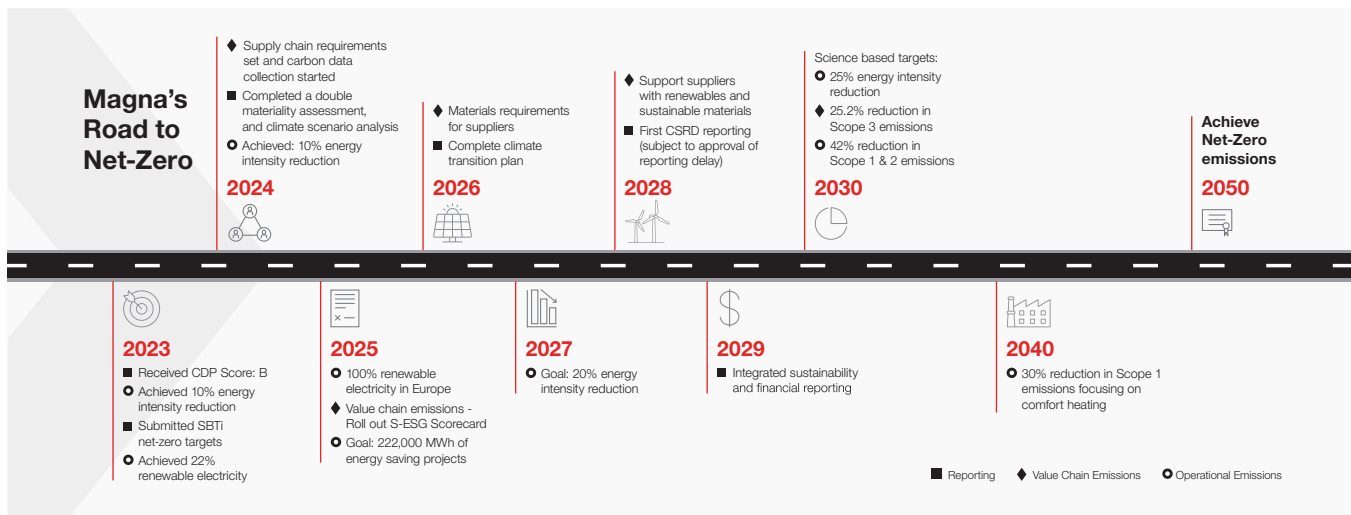 Magna's
Road to
Net-Zero
Supply chain requirements
set and carbon data
collection started
Completed a double
materiality assessment,
and climate scenario analysis
Achieved: 10% energy
intensity reduction
2024
Materials requirements
for suppliers
Complete climate
transition plan
2026
Support suppliers
with renewables and
sustainable materials
First CSRD reporting
(subject to approval of
reporting delay)
2028
Science based targets:
25% energy intensity
reduction
25.2% reduction in
Scope 3 emissions
42% reduction in
Scope 1 & 2 emissions
2030
Achieve
Net-Zero
emissions
2050
2023
Received CDP Score: B
Achieved 10% energy
intensity reduction
Submitted SBTi
net-zero targets
Achieved 22%
renewable electricity
2025
100% renewable
electricity in Europe
Value chain emissions -
Roll out S-ESG Scorecard
Goal: 222,000 MWh of
energy saving projects
2027
Goal: 20% energy
intensity reduction
2029
Integrated sustainability
and financial reporting
2040
30% reduction in Scope 1
emissions focusing on
comfort heating
Reporting
Value Chain Emissions
Operational Emissions